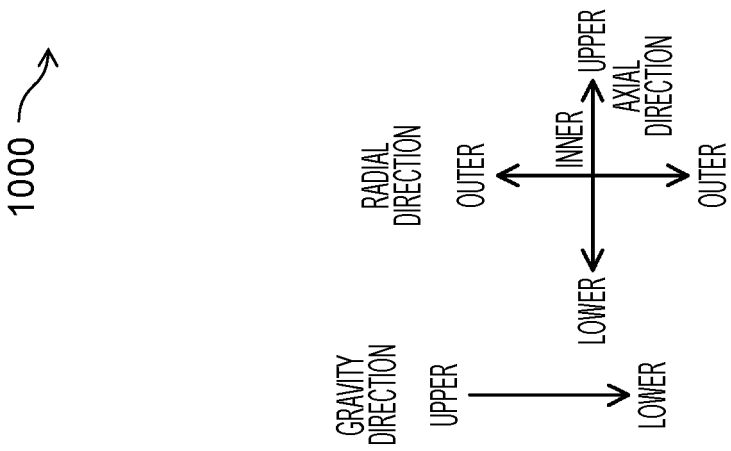 1000
RADIAL
DIRECTION
OUTER
INNER
UPPER
AXIAL
DIRECTION
LOWER
OUTER
GRAVITY
DIRECTION
UPPER
LOWER